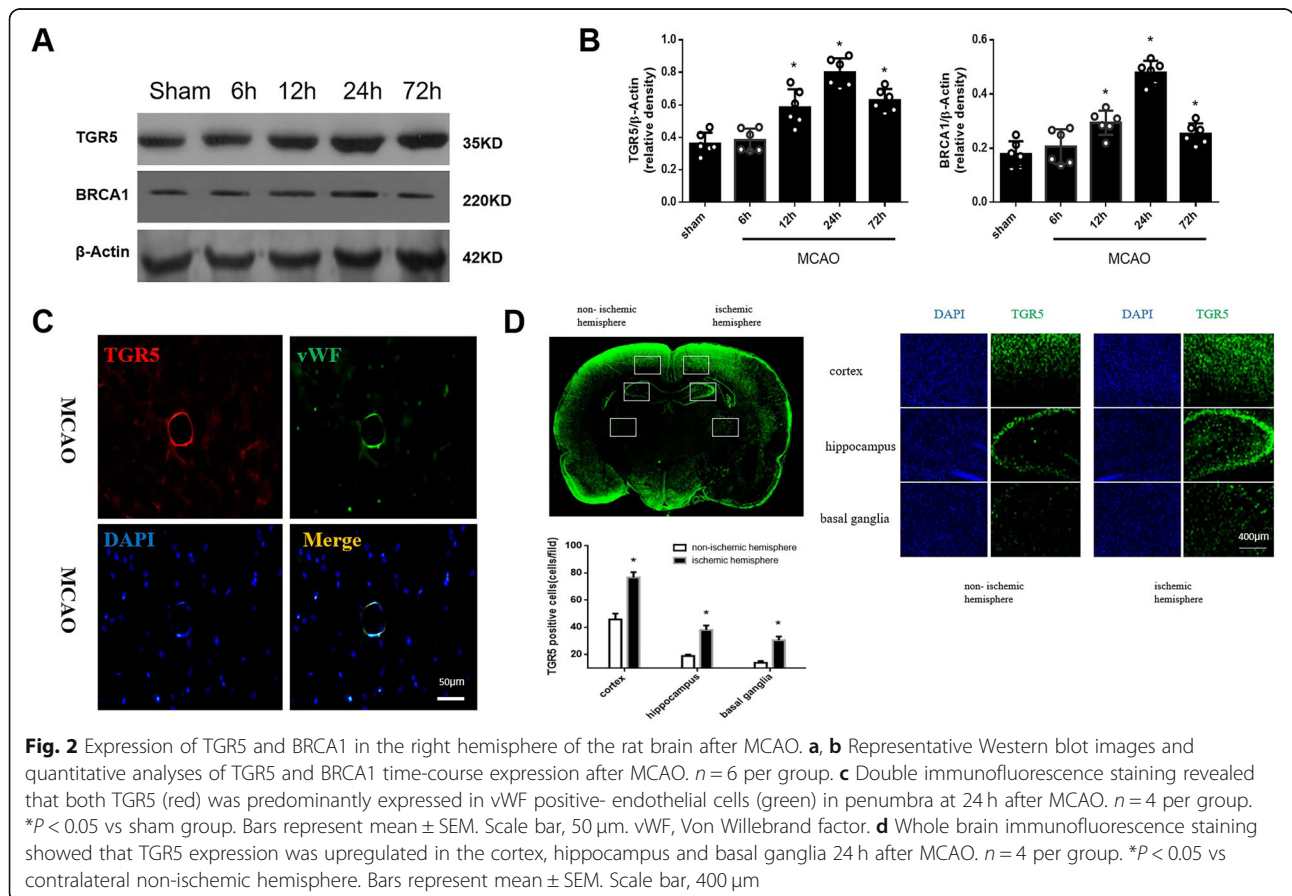 A
Sham 6h 12h 24h 72h
TGR5 35KD
BRCA1 220KD
β-Actin 42KD
B
TGR5/β-Actin
(relative density)
1.0
0.8
0.6
0.4
0.2
0.0
* * *
sham 6h 12h 24h 72h
MCAO
BRCA1/β-Actin
(relative density)
0.6
0.4
0.2
0.0
* * *
sham 6h 12h 24h 72h
MCAO
C
MCAO
TGR5 vWF
MCAO
DAPI Merge
50μm
D
non- ischemic
hemisphere
ischemic
hemisphere
TGR5 positive cells(cells/fild)
100
80
60
40
20
non-ischemic hemisphere
ischemic hemisphere
* * *
cortex hippocampus basal ganglia
DAPI TGR5 DAPI TGR5
cortex
hippocampus
basal ganglia
400μm
non- ischemic
hemisphere
ischemic
hemisphere
Fig. 2 Expression of TGR5 and BRCA1 in the right hemisphere of the rat brain after MCAO. a, b Representative Western blot images and
quantitative analyses of TGR5 and BRCA1 time-course expression after MCAO. n = 6 per group. c Double immunofluorescence staining revealed
that both TGR5 (red) was predominantly expressed in vWF positive- endothelial cells (green) in penumbra at 24 h after MCAO. n = 4 per group.
*P < 0.05 vs sham group. Bars represent mean ± SEM. Scale bar, 50 μm. vWF, Von Willebrand factor. d Whole brain immunofluorescence staining
showed that TGR5 expression was upregulated in the cortex, hippocampus and basal ganglia 24 h after MCAO. n = 4 per group. *P < 0.05 vs
contralateral non-ischemic hemisphere. Bars represent mean ± SEM. Scale bar, 400 μm